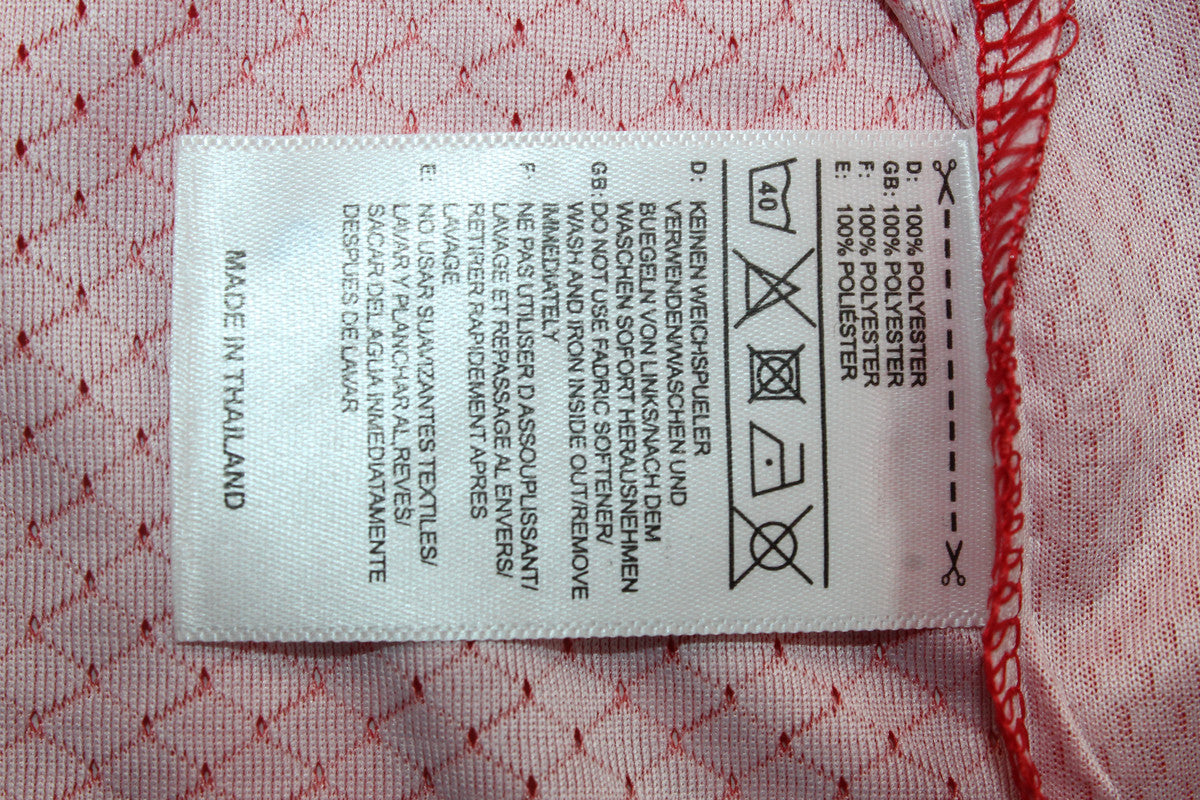 D: 100% POLYESTER
GB: 100% POLYESTER
F: 100% POLYESTER
E: 100% POLIÉSTER
40
D: KEINEN WEICHSPUELER
VERWENDEN/WASCHEN UND
BUEGELN VON LINKS/NACH DEM
WASCHEN SOFORT HERAUSNEHMEN
GB: DO NOT USE FADRIC SOFTENER/
WASH AND IRON INSIDE OUT/REMOVE
IMMEDIATELY
F: NE PAS UTILISER D ASSOUPLISSANT/
LAVAGE ET REPASSAGE AL ENVERS/
RETIRER RAPIDEMENT APRES
LAVAGE
E: NO USAR SUAVIZANTES TEXTILES/
LAVAR Y PLANCHAR AL REVES/
SACAR DEL AGUA INMEDIATAMENTE
DESPUES DE LAVAR
MADE IN THAILAND